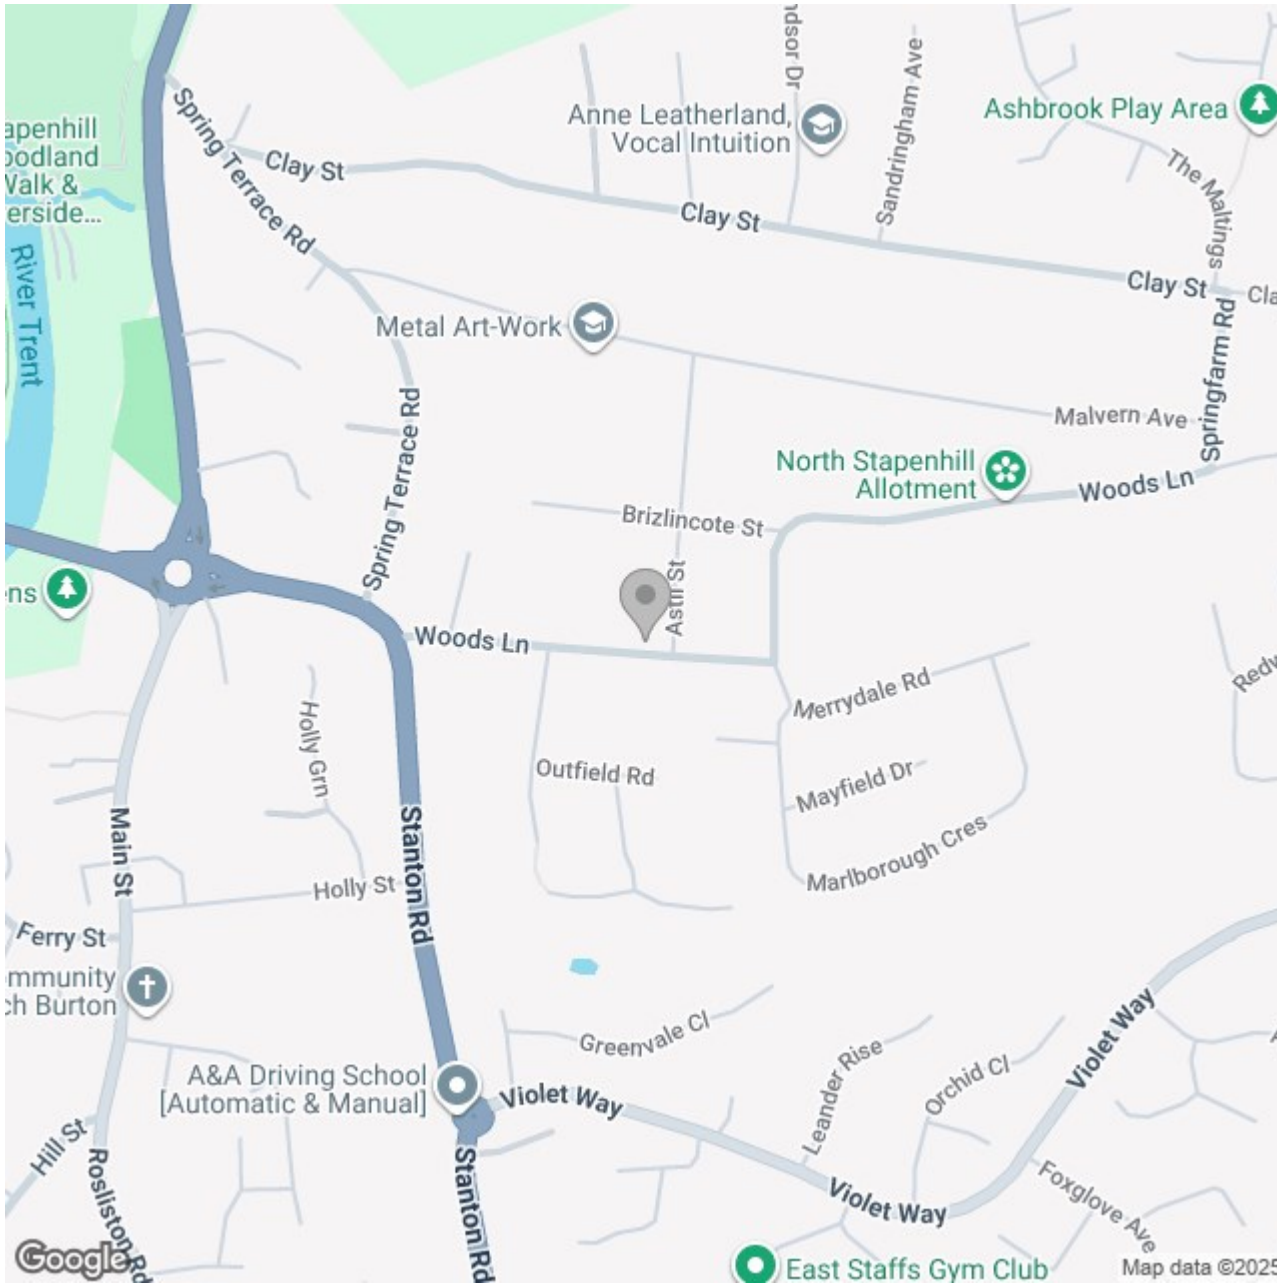 ndsor Dr
Sandringham Ave
Anne Leatherland,
Vocal Intuition
Ashbrook Play Area
Spring Terrace Rd
apenhill
oodland
Walk &
erside...
Clay St
The Maltings
Clay St
River Trent
Clay St
Cla
Metal Art-Work
Springfarm Rd
Spring Terrace Rd
Malvern Ave
North Stapenhill
Allotment
Woods Ln
Brizlincote St
ens
Astil St
Woods Ln
Merrydale Rd
Redw
Holly Grn
Outfield Rd
Mayfield Dr
Main St
Stanton Rd
Marlborough Cres
Holly St
Ferry St
mmunity
ch Burton
Greenvale Cl
Violet Way
A&A Driving School
[Automatic & Manual]
Violet Way
Leander Rise
Orchid Cl
Hill St
Rosliston Rd
Stanton Rd
Violet Way
Foxglove Ave
East Staffs Gym Club
Google
Map data ©2025